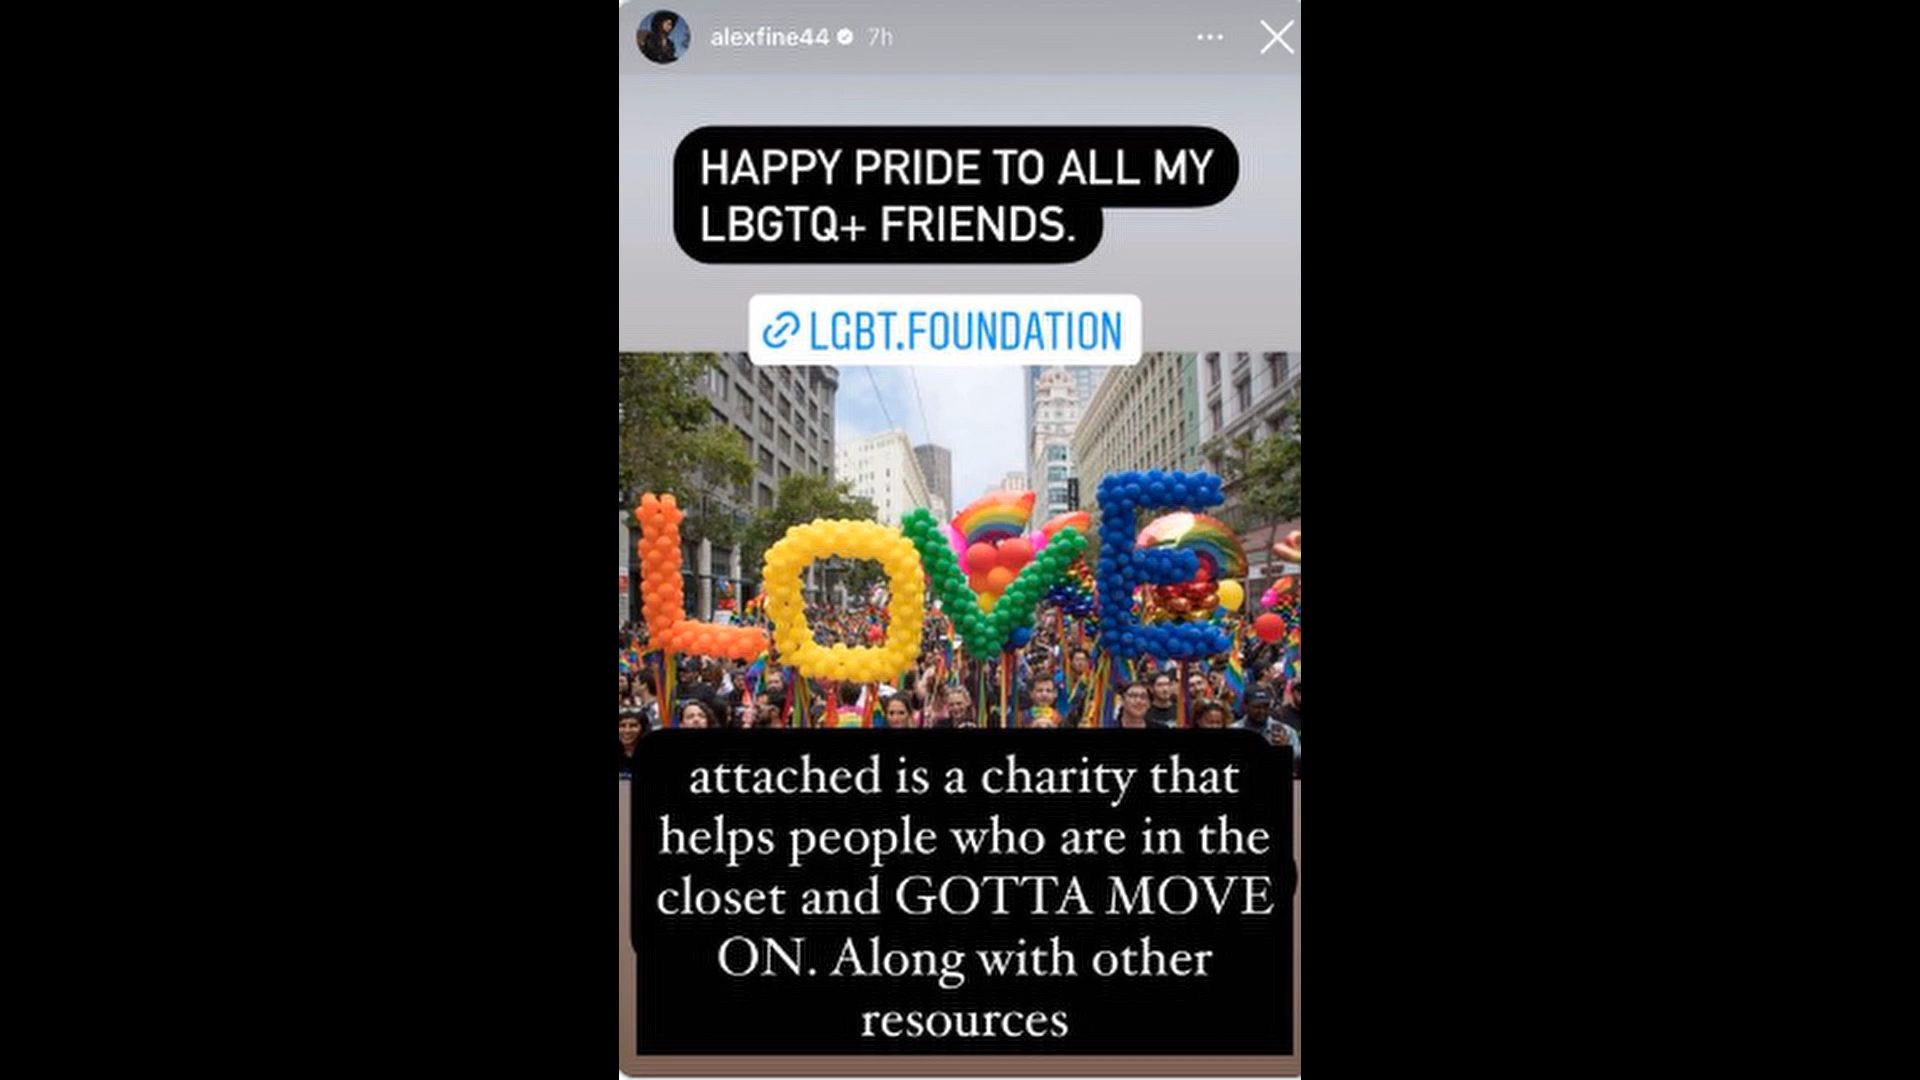 alexfine44 7h
HAPPY PRIDE TO ALL MY
LBGTQ+ FRIENDS.
LGBT.FOUNDATION
LOVE
attached is a charity that
helps people who are in the
closet and GOTTA MOVE
ON. Along with other
resources